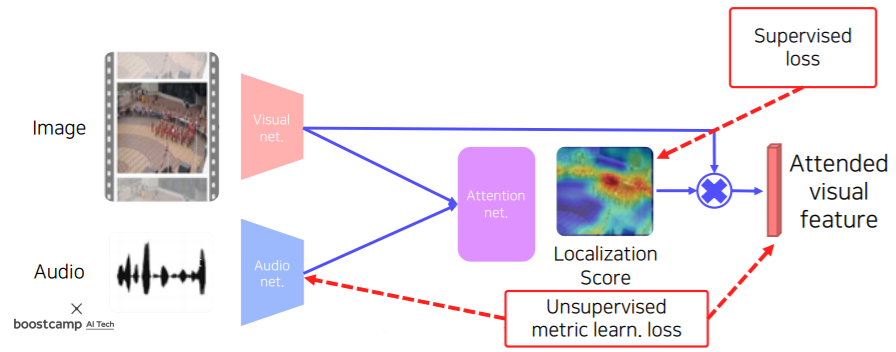 Supervised
loss
Image
Visual
net.
Attention
net.
Attended
visual
feature
Localization
Score
Audio
Audio
net.
Unsupervised
metric learn. loss
boostcamp AI Tech